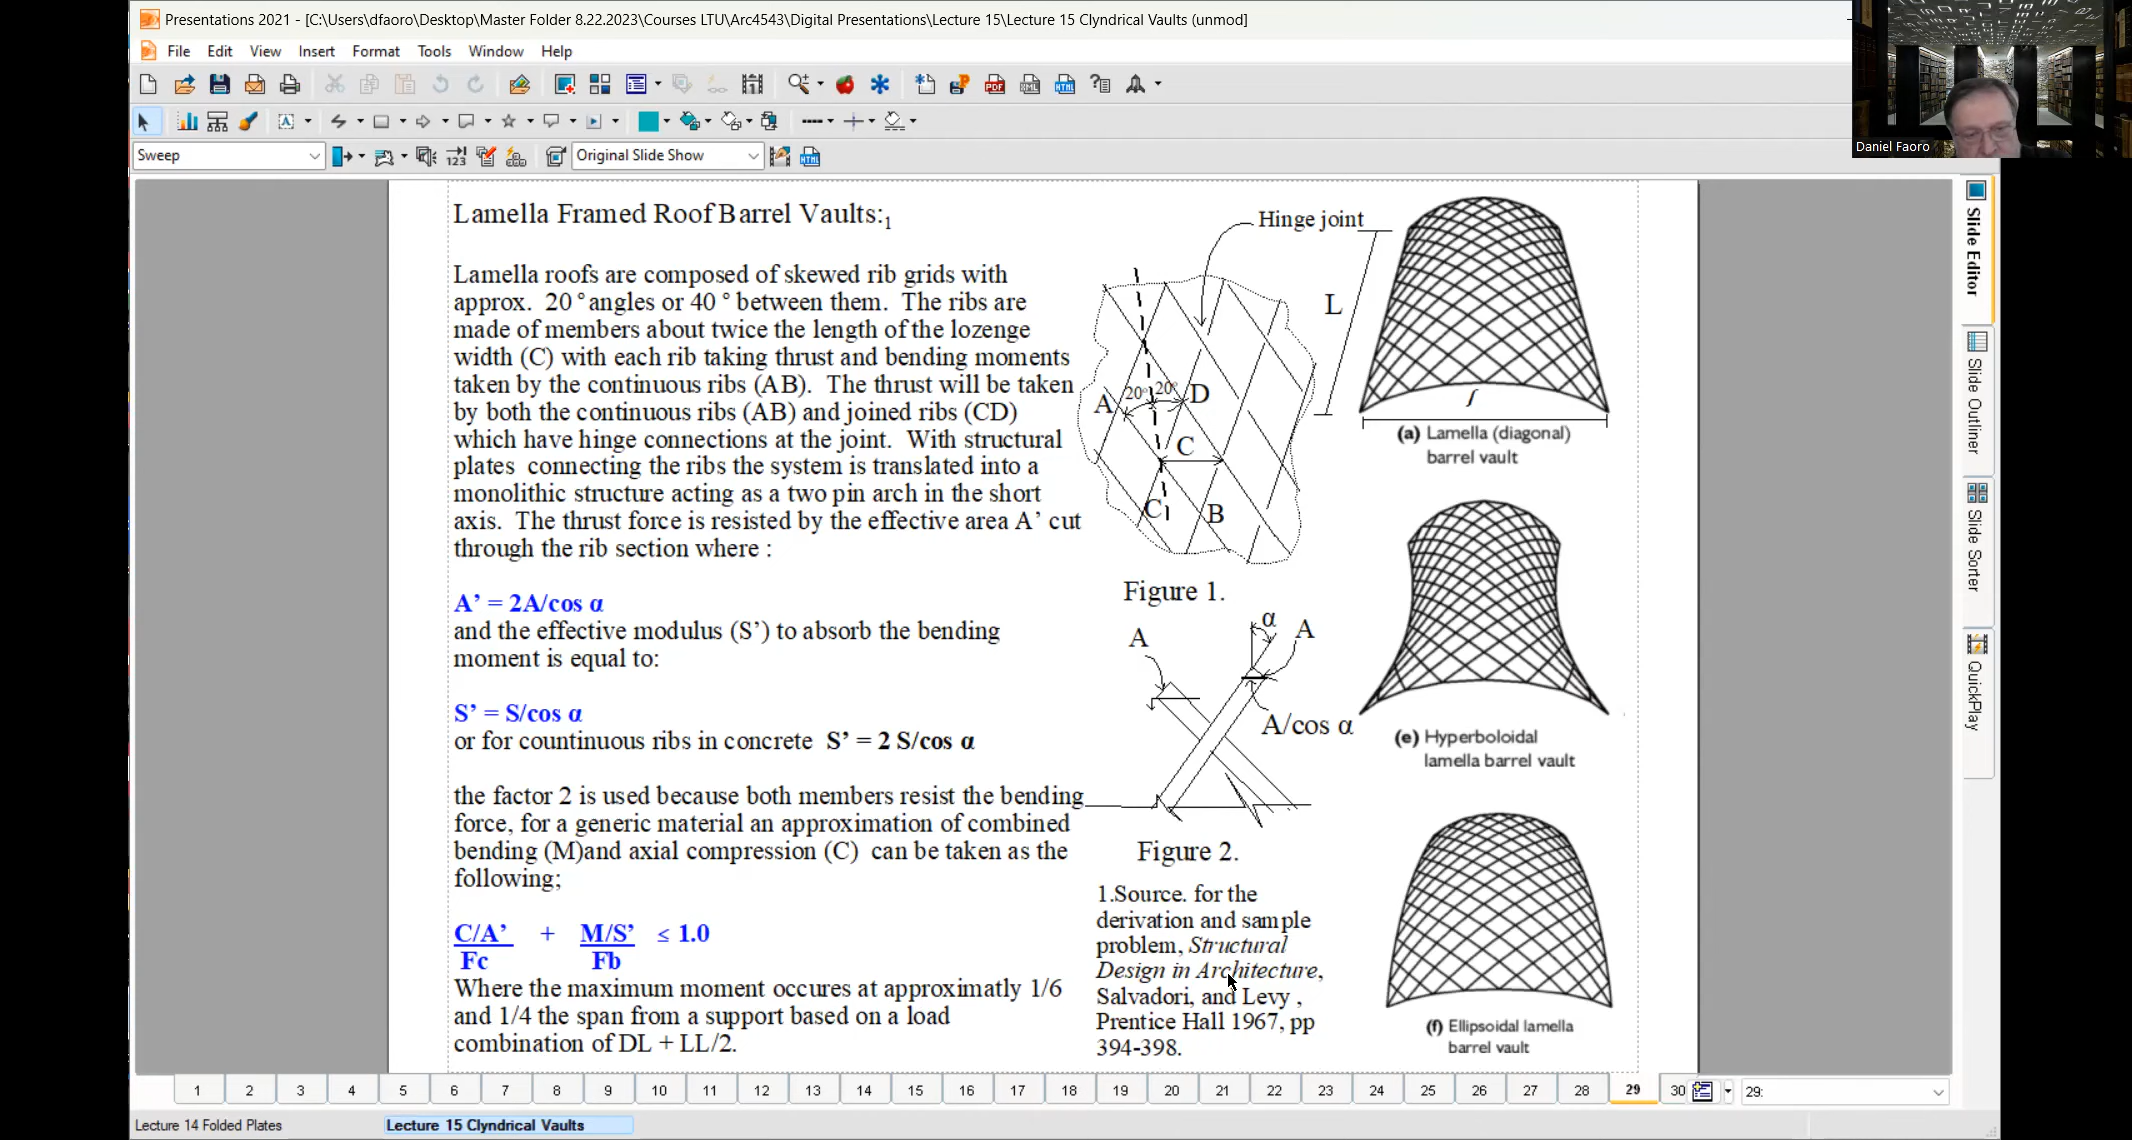 Presentations 2021 - [C:\Users\dfaoro\Desktop\Master Folder 8.22.2023\Courses LTU\Arc4543\Digital Presentations\Lecture 15\Lecture 15 Clyndrical Vaults (unmod]
File Edit View Insert Format Tools Window Help
Sweep
123
Original Slide Show
HTML
Daniel Faoro
Lamella Framed Roof Barrel Vaults:1
Lamella roofs are composed of skewed rib grids with
approx. 20° angles or 40° between them. The ribs are
made of members about twice the length of the lozenge
width (C) with each rib taking thrust and bending moments
taken by the continuous ribs (AB). The thrust will be taken
by both the continuous ribs (AB) and joined ribs (CD)
which have hinge connections at the joint. With structural
plates connecting the ribs the system is translated into a
monolithic structure acting as a two pin arch in the short
axis. The thrust force is resisted by the effective area A' cut
through the rib section where :
A' = 2A/cos α
and the effective modulus (S') to absorb the bending
moment is equal to:
S' = S/cos α
or for countinuous ribs in concrete S' = 2 S/cos α
the factor 2 is used because both members resist the bending
force, for a generic material an approximation of combined
bending (M)and axial compression (C) can be taken as the
following;
C/A' + M/S' ≤ 1.0
Fc Fb
Where the maximum moment occures at approximatly 1/6
and 1/4 the span from a support based on a load
combination of DL + LL/2.
Hinge joint
L
20° 20°
A
D
C
C
B
Figure 1.
α
A
A
A/cos α
Figure 2.
1.Source. for the
derivation and sample
problem, Structural
Design in Architecture,
Salvadori, and Levy ,
Prentice Hall 1967, pp
394-398.
(a) Lamella (diagonal)
barrel vault
(e) Hyperboloidal
lamella barrel vault
(f) Ellipsoidal lamella
barrel vault
Slide Editor
Slide Outliner
Slide Sorter
QuickPlay
1 2 3 4 5 6 7 8 9 10 11 12 13 14 15 16 17 18 19 20 21 22 23 24 25 26 27 28 29 30
29:
Lecture 14 Folded Plates
Lecture 15 Clyndrical Vaults